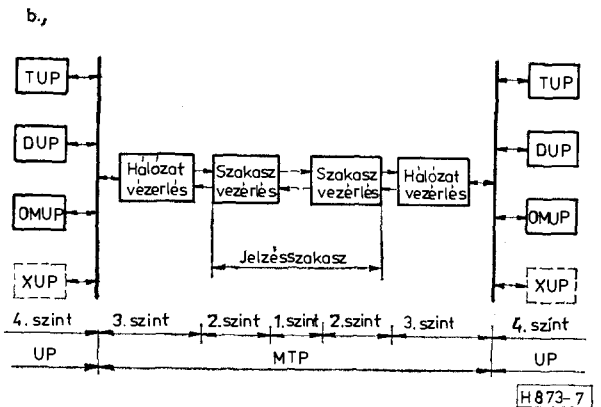 b.,
TUP
TUP
DUP
DUP
Hálózat
vezérlés
Szakasz
vezérlés
Szakasz
vezérlés
Hálózat
vezérlés
OMUP
OMUP
Jelzésszakasz
XUP
XUP
4. szint
3. szint
2. szint
1. szint
2. szint
3. szint
4. szint
UP
MTP
UP
H 873-7